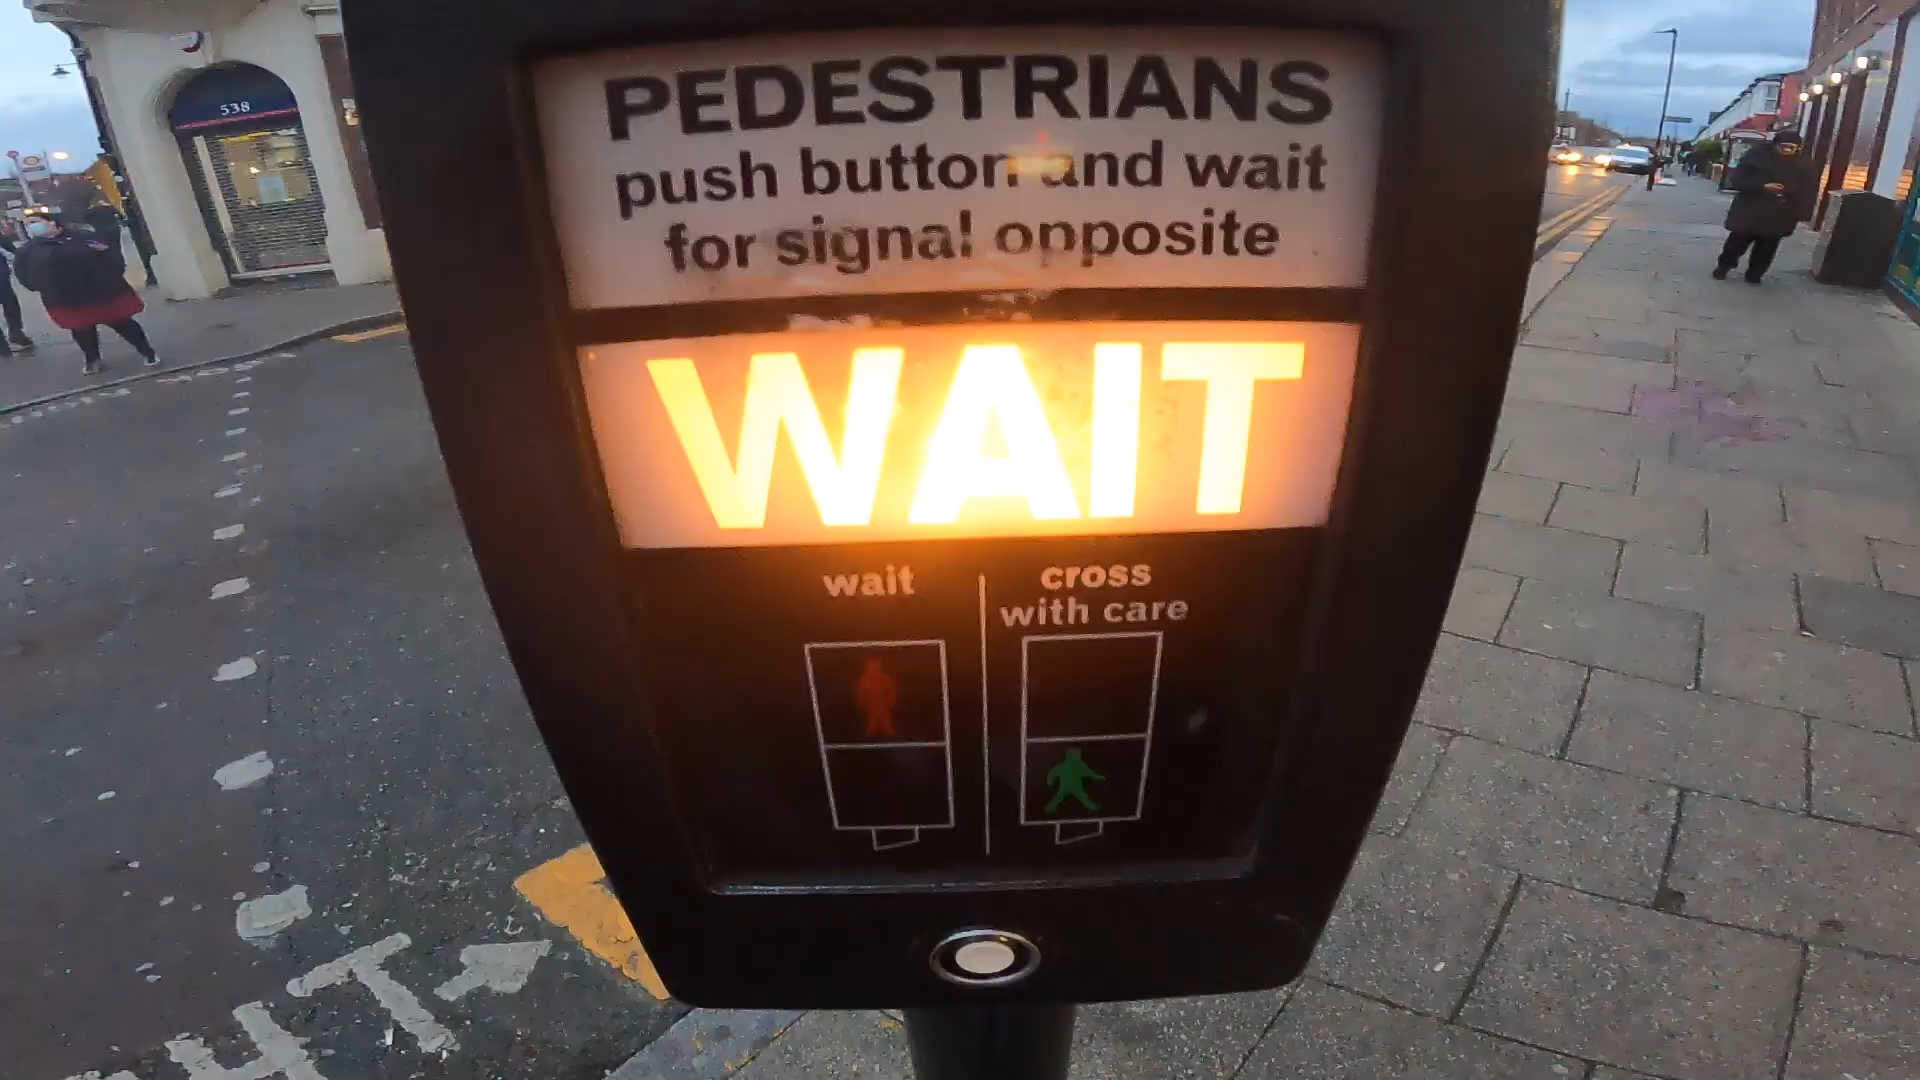 538
PEDESTRIANS
push button and wait
for signal opposite
WAIT
wait
cross
with care